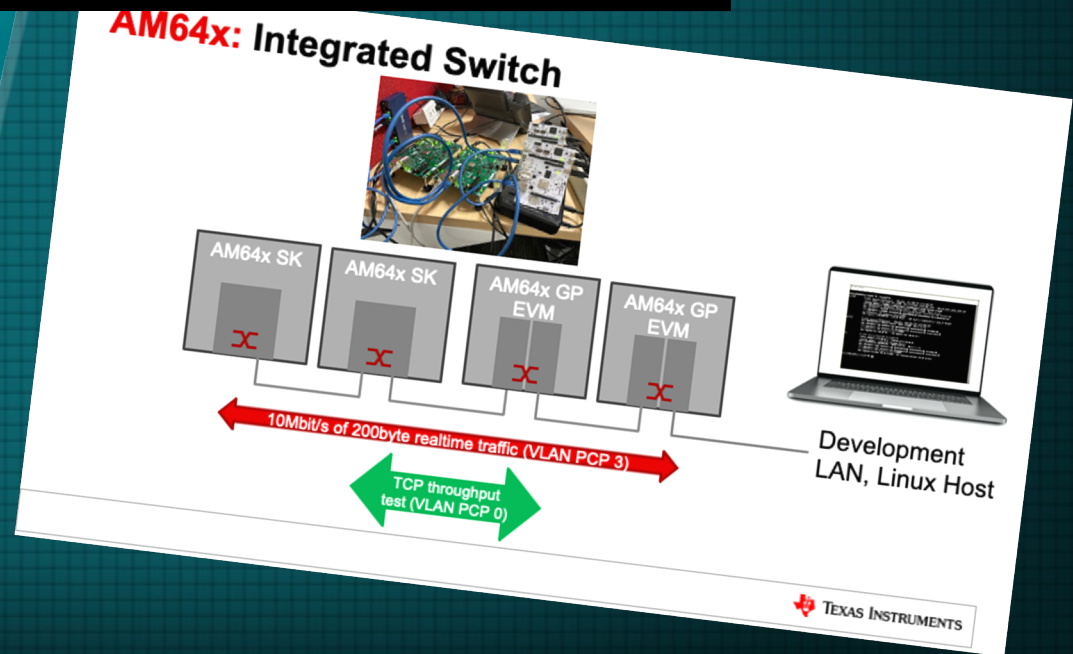 AM64x: Integrated Switch
AM64x SK
AM64x SK
AM64x GP
EVM
AM64x GP
EVM
10Mbit/s of 200byte realtime traffic (VLAN PCP 3)
TCP throughput
test (VLAN PCP 0)
Development
LAN, Linux Host
TEXAS INSTRUMENTS